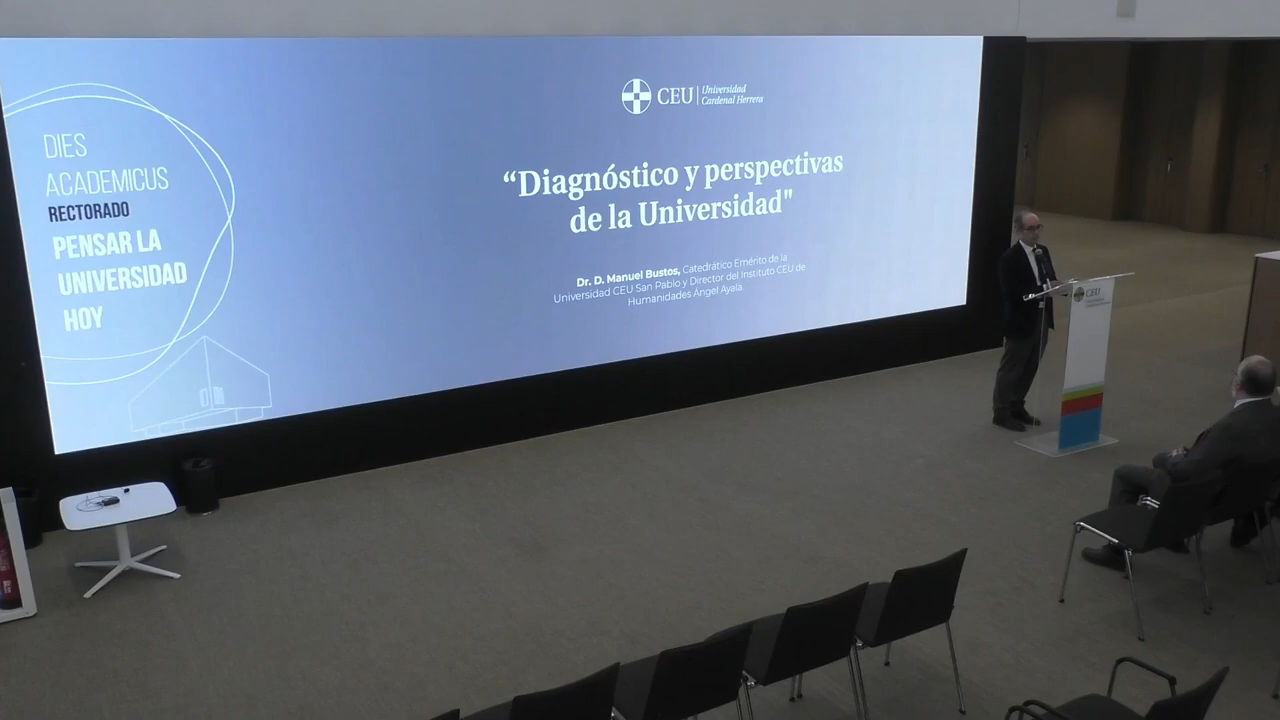 DIES
ACADEMICUS
RECTORADO
PENSAR LA
UNIVERSIDAD
HOY
CEU Universidad
Cardenal Herrera
“Diagnóstico y perspectivas
de la Universidad"
Dr. D. Manuel Bustos, Catedrático Emérito de la
Universidad CEU San Pablo y Director del Instituto CEU de
Humanidades Ángel Ayala.
CEU